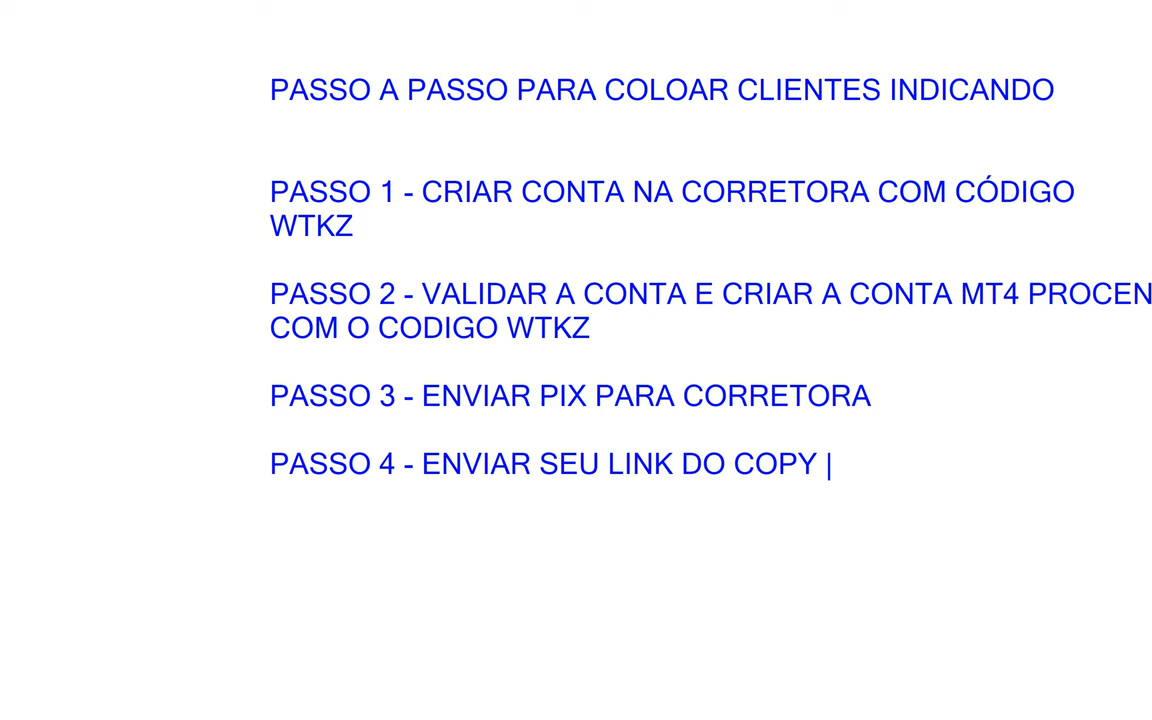 PASSO A PASSO PARA COLOAR CLIENTES INDICANDO
PASSO 1 - CRIAR CONTA NA CORRETORA COM CÓDIGO
WTKZ
PASSO 2 - VALIDAR A CONTA E CRIAR A CONTA MT4 PROCEN
COM O CODIGO WTKZ
PASSO 3 - ENVIAR PIX PARA CORRETORA
PASSO 4 - ENVIAR SEU LINK DO COPY |